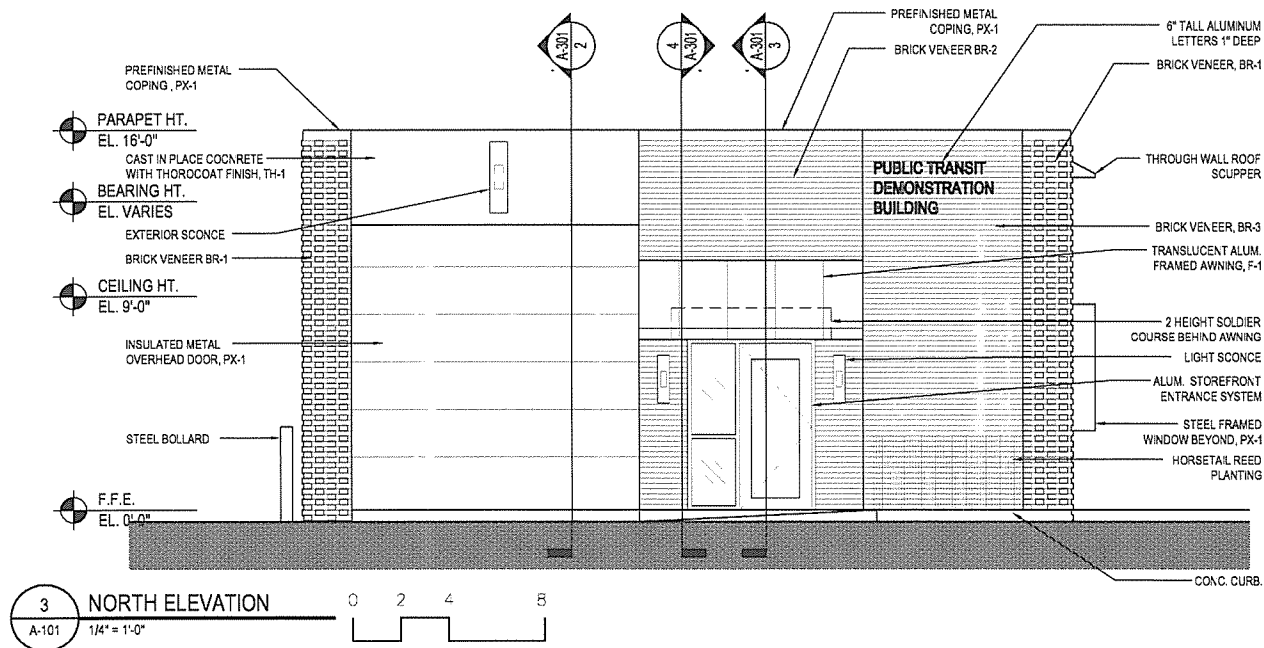 A-301
2
4
A-301
A-301
3
PREFINISHED METAL
COPING, PX-1
BRICK VENEER BR-2
6" TALL ALUMINUM
LETTERS 1" DEEP
BRICK VENEER, BR-1
PREFINISHED METAL
COPING , PX-1
PARAPET HT.
EL. 16'-0"
CAST IN PLACE COCNRETE
WITH THOROCOAT FINISH, TH-1
BEARING HT.
EL. VARIES
EXTERIOR SCONCE
BRICK VENEER BR-1
CEILING HT.
EL. 9'-0"
INSULATED METAL
OVERHEAD DOOR, PX-1
STEEL BOLLARD
F.F.E.
EL. 0'-0"
PUBLIC TRANSIT
DEMONSTRATION
BUILDING
THROUGH WALL ROOF
SCUPPER
BRICK VENEER, BR-3
TRANSLUCENT ALUM.
FRAMED AWNING, F-1
2 HEIGHT SOLDIER
COURSE BEHIND AWNING
LIGHT SCONCE
ALUM. STOREFRONT
ENTRANCE SYSTEM
STEEL FRAMED
WINDOW BEYOND, PX-1
HORSETAIL REED
PLANTING
CONC. CURB.
3
A-101
NORTH ELEVATION
1/4" = 1'-0"
0 2 4 8